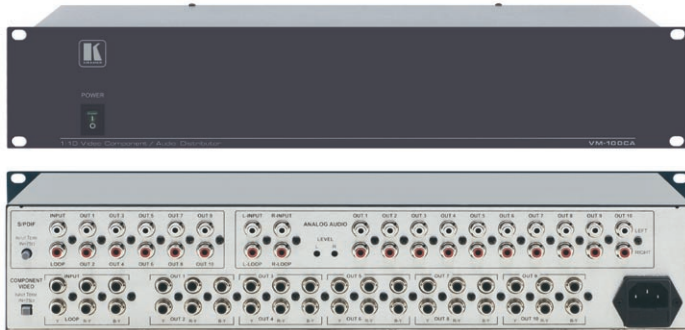 K
KRAMER
POWER
1:10 Video Component / Audio Distributor
VM-100CA
S/PDIF
INPUT OUT 1 OUT 3 OUT 5 OUT 7 OUT 9
LOOP OUT 2 OUT 4 OUT 6 OUT 8 OUT 10
L-INPUT R-INPUT
L-LOOP R-LOOP
ANALOG AUDIO
LEVEL
L R
OUT 1 OUT 2 OUT 3 OUT 4 OUT 5 OUT 6 OUT 7 OUT 8 OUT 9 OUT 10
LEFT
RIGHT
COMPONENT
VIDEO
INPUT OUT 1 OUT 3 OUT 5 OUT 7 OUT 9
LOOP OUT 2 OUT 4 OUT 6 OUT 8 OUT 10